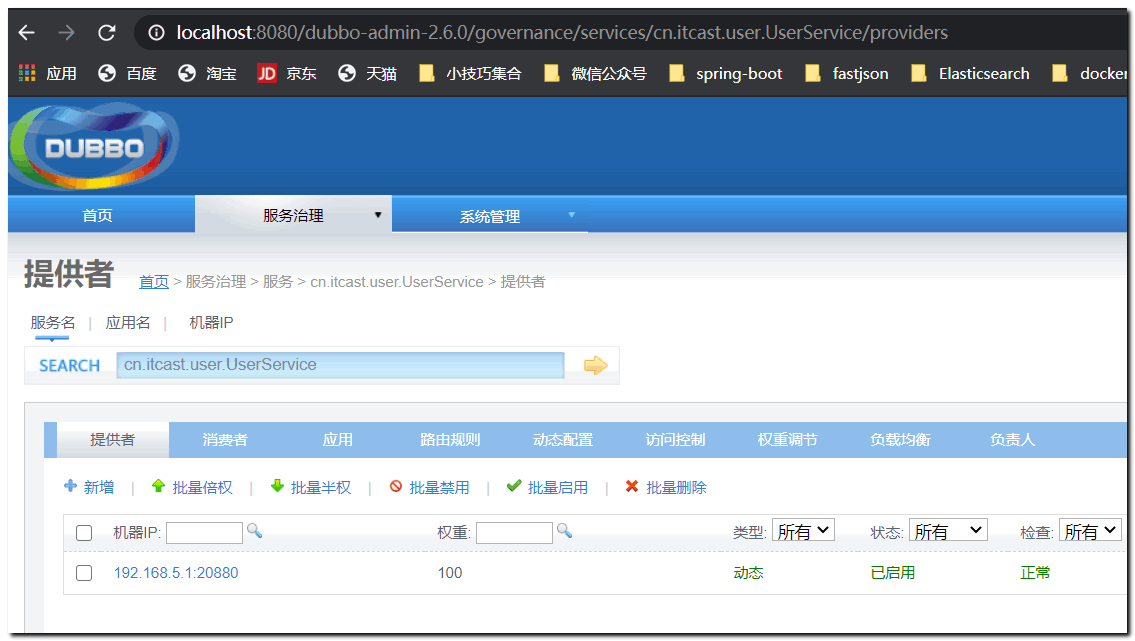 localhost:8080/dubbo-admin-2.6.0/governance/services/cn.itcast.user.UserService/providers
应用 百度 淘宝 JD 京东 天猫 小技巧集合 微信公众号 spring-boot fastjson Elasticsearch docker
DUBBO
首页 服务治理 ▼ 系统管理 ▼
提供者 首页 > 服务治理 > 服务 > cn.itcast.user.UserService > 提供者
服务名 | 应用名 | 机器IP
SEARCH cn.itcast.user.UserService
提供者 消费者 应用 路由规则 动态配置 访问控制 权重调节 负载均衡 负责人
新增 | 批量倍权 | 批量半权 | 批量禁用 | 批量启用 | 批量删除
机器IP: 权重: 类型: 所有 状态: 所有 检查: 所有
192.168.5.1:20880 100 动态 已启用 正常